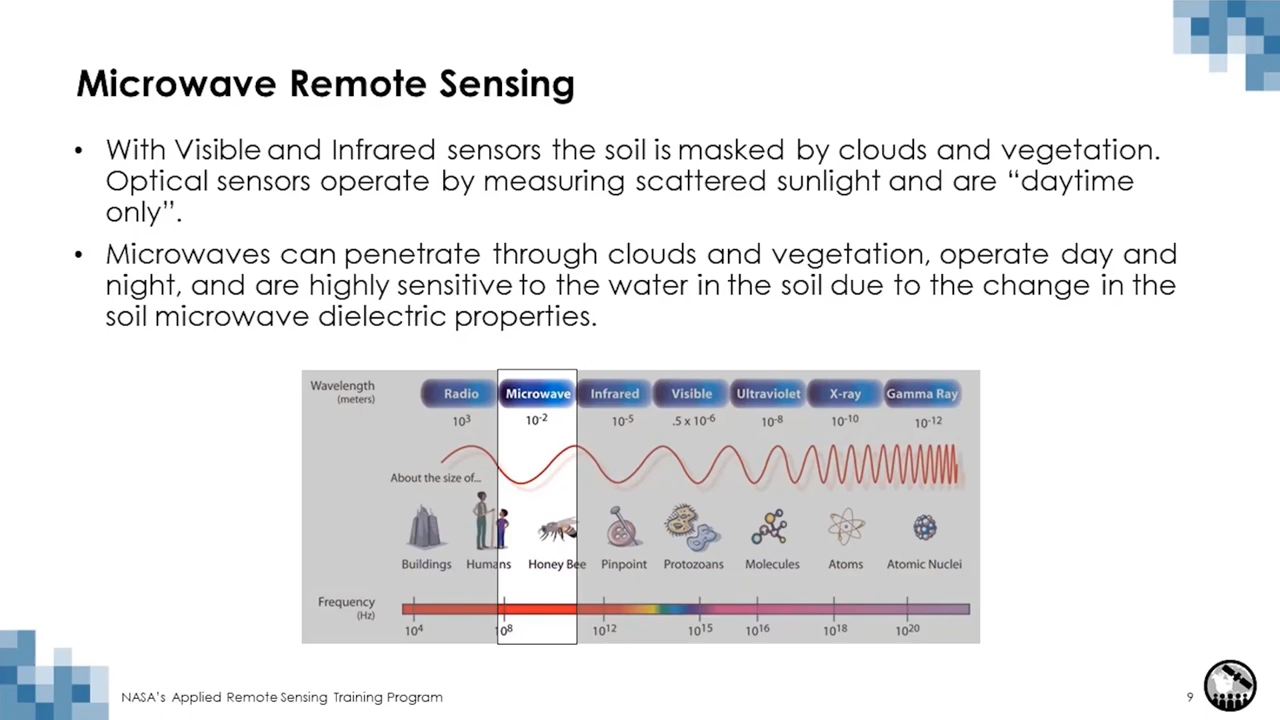 Microwave Remote Sensing
• With Visible and Infrared sensors the soil is masked by clouds and vegetation.
Optical sensors operate by measuring scattered sunlight and are “daytime
only”.
• Microwaves can penetrate through clouds and vegetation, operate day and
night, and are highly sensitive to the water in the soil due to the change in the
soil microwave dielectric properties.
Wavelength
(meters)
Radio Microwave Infrared Visible Ultraviolet X-ray Gamma Ray
10³ 10⁻² 10⁻⁵ .5 x 10⁻⁶ 10⁻⁸ 10⁻¹⁰ 10⁻¹²
About the size of...
Buildings Humans Honey Bee Pinpoint Protozoans Molecules Atoms Atomic Nuclei
Frequency
(Hz)
10⁴ 10⁸ 10¹² 10¹⁵ 10¹⁶ 10¹⁸ 10²⁰
NASA’s Applied Remote Sensing Training Program
9